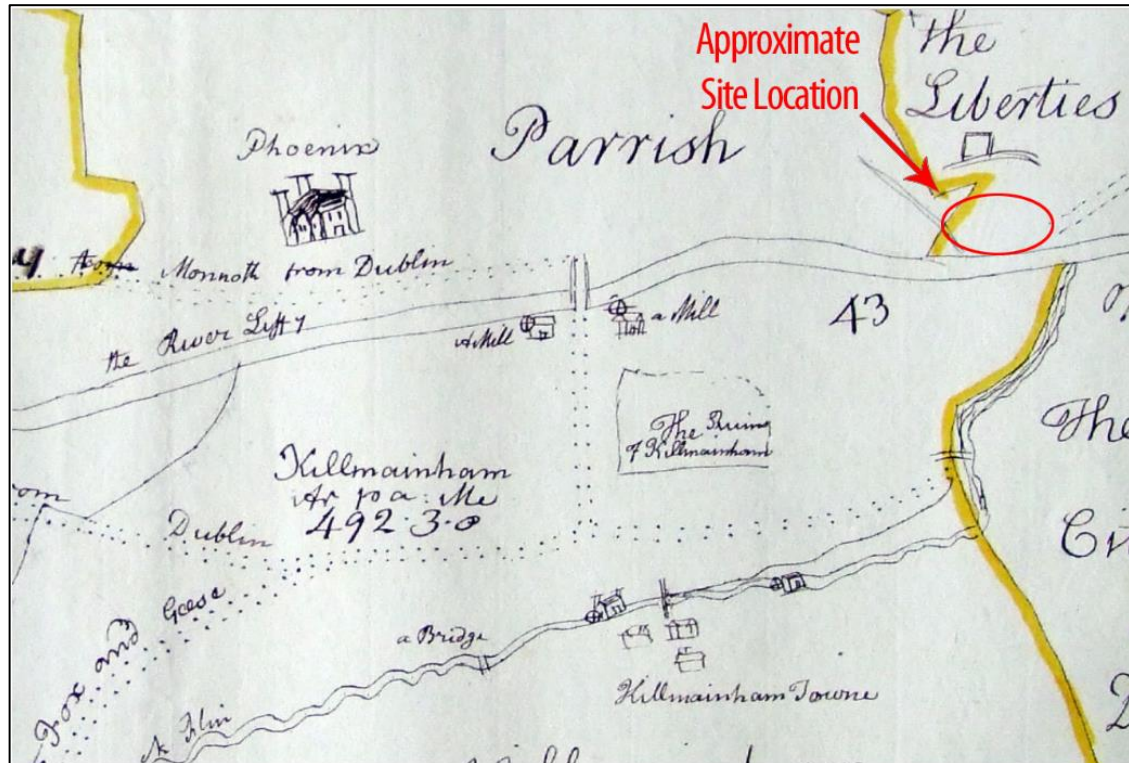 Approximate
Site Location
the
Liberties
Phoenix
Parrish
Monnoth from Dublin
the River Liffy
A Mill
a Mill
43
The Ruins
of Killmainham
Killmainham
492·3·0
Dublin
The
Fox and Geese
a Bridge
Killmainham Towne